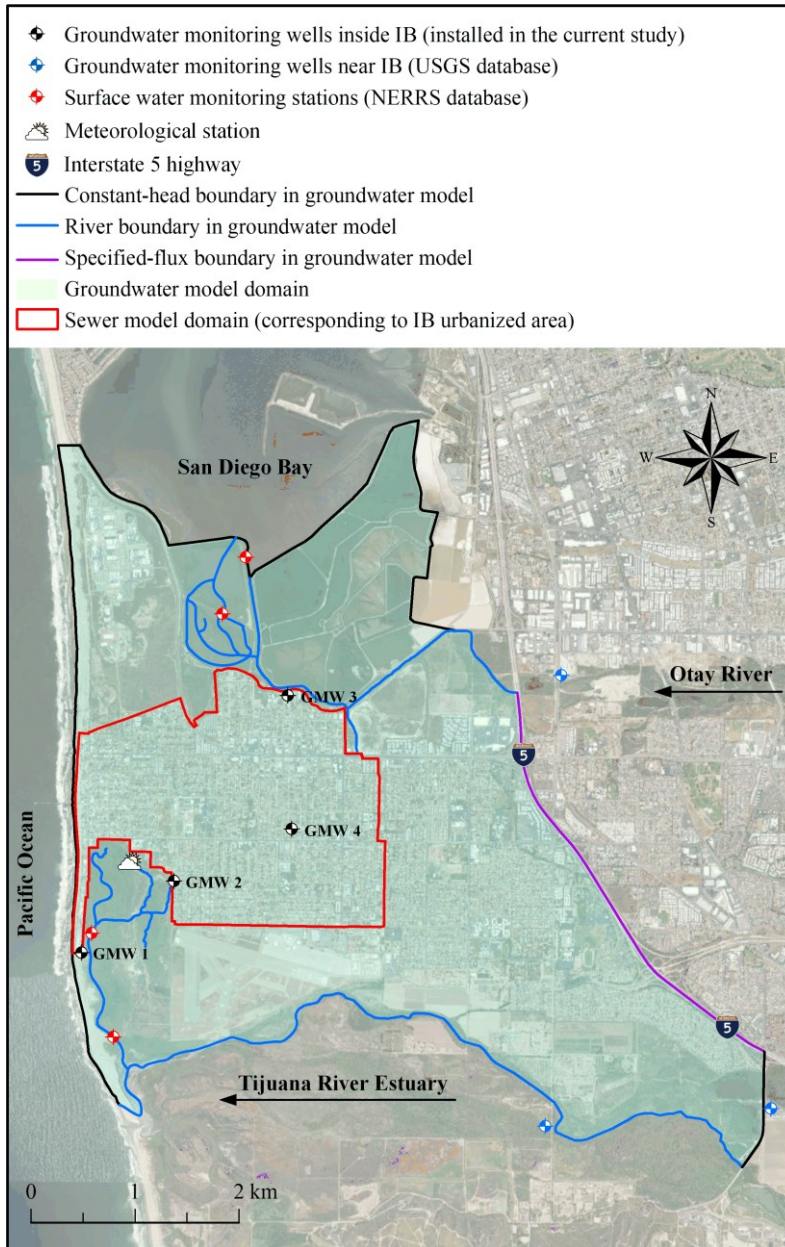 Groundwater monitoring wells inside IB (installed in the current study)
Groundwater monitoring wells near IB (USGS database)
Surface water monitoring stations (NERRS database)
Meteorological station
5 Interstate 5 highway
Constant-head boundary in groundwater model
River boundary in groundwater model
Specified-flux boundary in groundwater model
Groundwater model domain
Sewer model domain (corresponding to IB urbanized area)
N
W E
S
San Diego Bay
Otay River
GMW 3
5
GMW 4
Pacific Ocean
GMW 2
GMW 1
5
Tijuana River Estuary
0 1 2 km